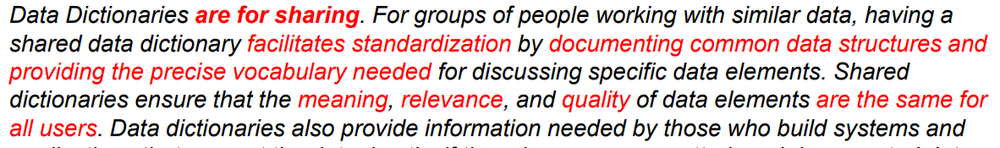 Data Dictionaries are for sharing. For groups of people working with similar data, having a
shared data dictionary facilitates standardization by documenting common data structures and
providing the precise vocabulary needed for discussing specific data elements. Shared
dictionaries ensure that the meaning, relevance, and quality of data elements are the same for
all users. Data dictionaries also provide information needed by those who build systems and